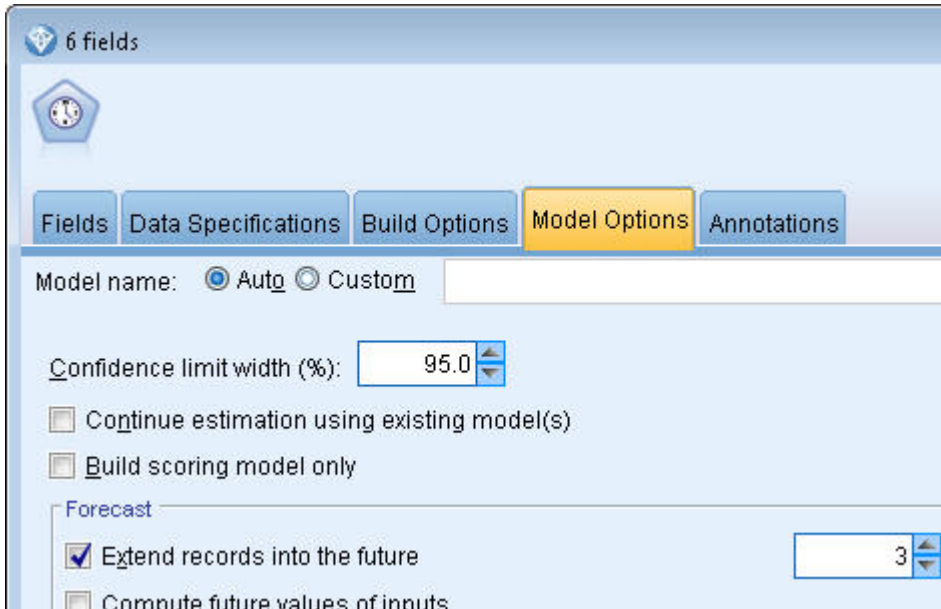 6 fields
Fields Data Specifications Build Options Model Options Annotations
Model name: Auto Custom
Confidence limit width (%): 95.0
Continue estimation using existing model(s)
Build scoring model only
Forecast
Extend records into the future 3
Compute future values of inputs